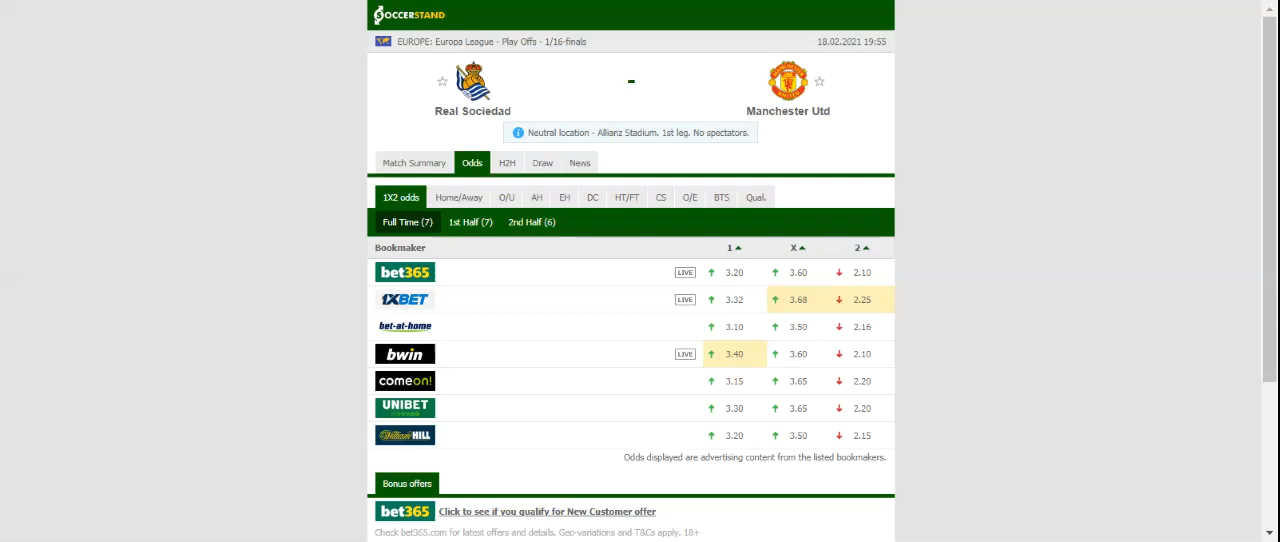 SOCCERSTAND
EUROPE: Europa League - Play Offs - 1/16-finals 18.02.2021 19:55
-
Real Sociedad Manchester Utd
Neutral location - Allianz Stadium. 1st leg. No spectators.
Match Summary Odds H2H Draw News
1X2 odds Home/Away O/U AH EH DC HT/FT CS O/E BTS Qual.
Full Time (7) 1st Half (7) 2nd Half (6)
Bookmaker 1 X 2
bet365 LIVE 3.20 3.60 2.10
1XBET LIVE 3.32 3.68 2.25
bet-at-home 3.10 3.50 2.16
bwin LIVE 3.40 3.60 2.10
comeon! 3.15 3.65 2.20
UNIBET 3.30 3.65 2.20
William HILL 3.20 3.50 2.15
Odds displayed are advertising content from the listed bookmakers.
Bonus offers
bet365 Click to see if you qualify for New Customer offer
Check bet365.com for latest offers and details. Geo-variations and T&Cs apply. 18+